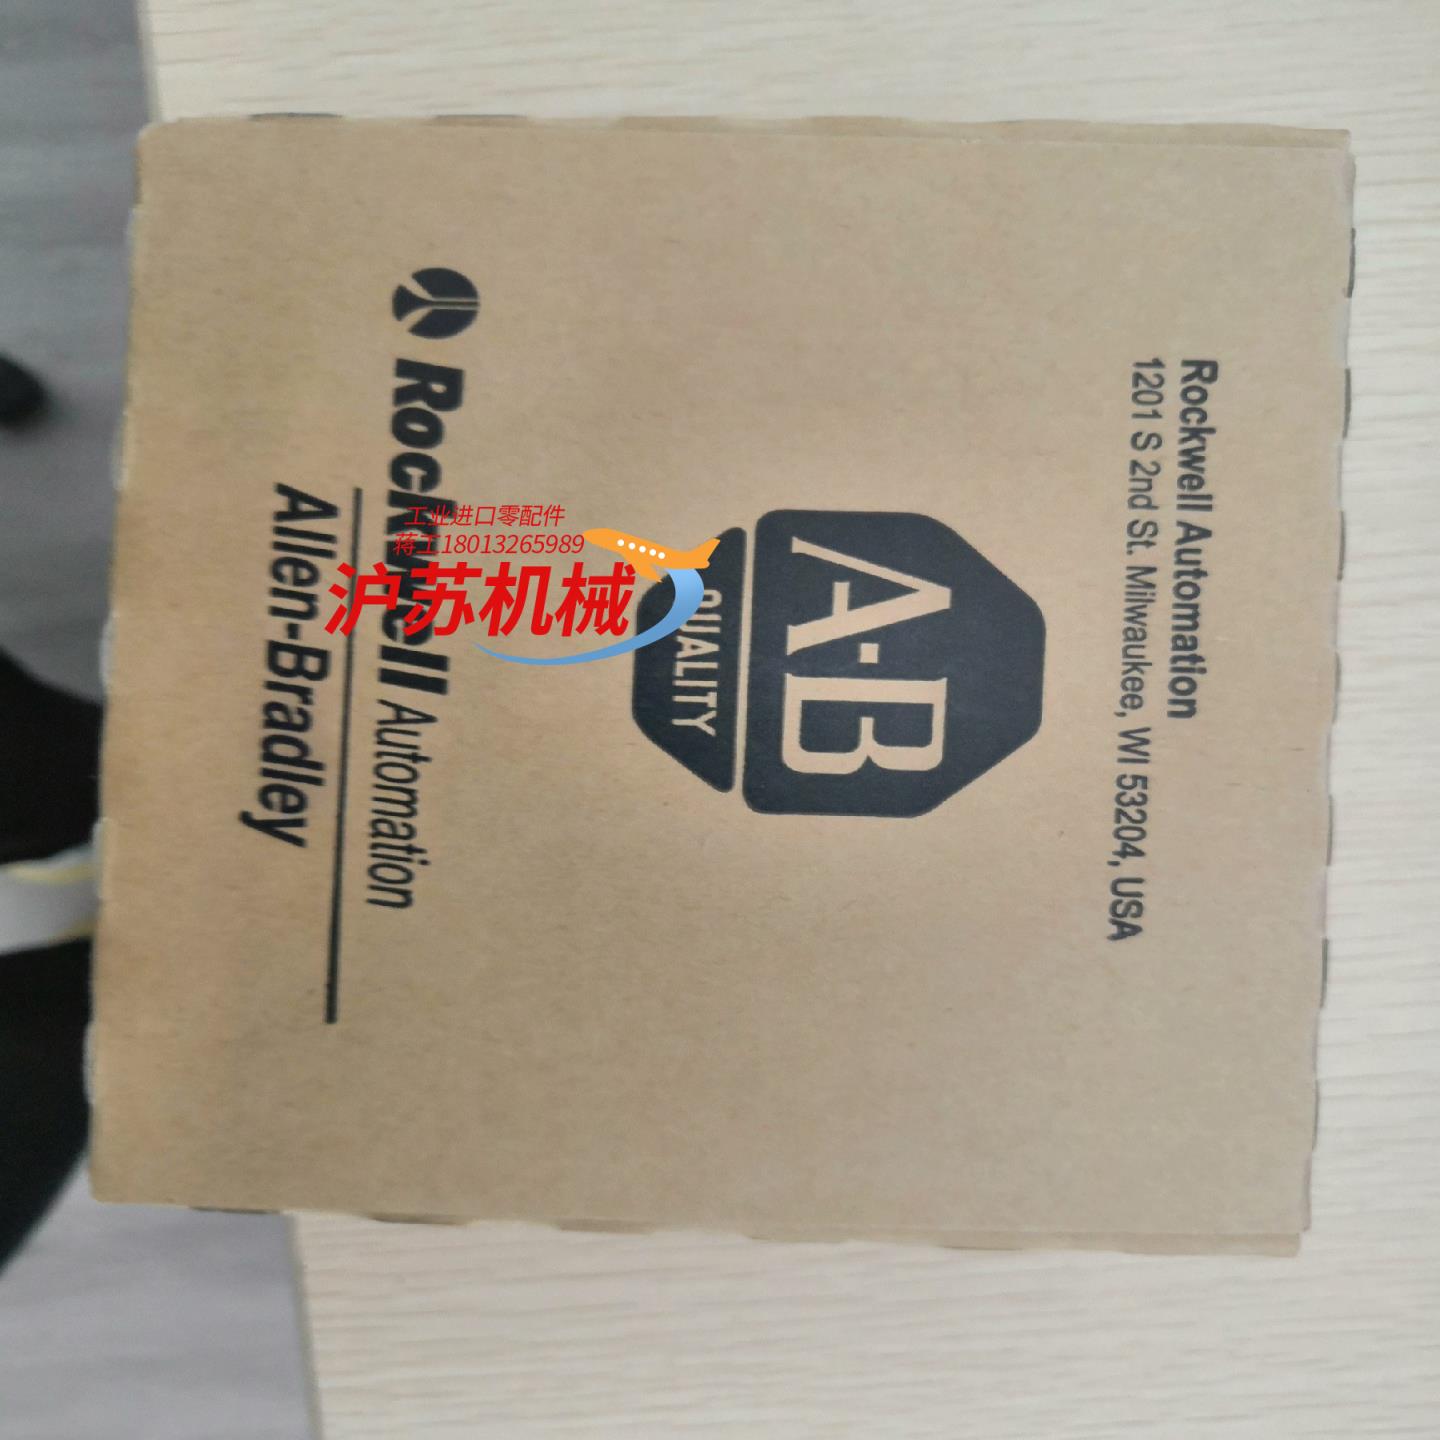 Rockwell Automation
1201 S 2nd St. Milwaukee, WI 53204, USA
A·B
QUALITY
Rockwell Automation
Allen-Bradley
工业进口零配件
蒋工18013265989
沪苏机械